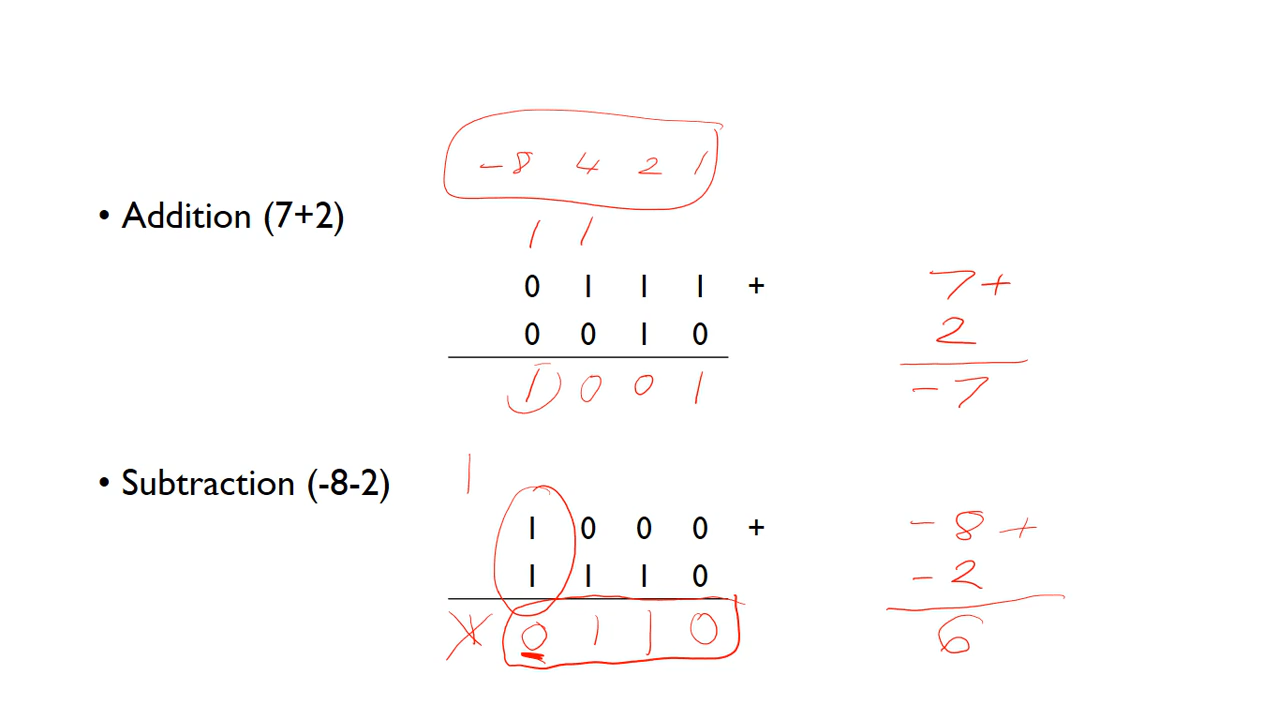 -8 4 2 1
• Addition (7+2)
1 1
0 1 1 1 +
0 0 1 0
1 0 0 1
7+
2
-7
• Subtraction (-8-2)
1
1 0 0 0 +
1 1 1 0
1 0 1 1 0
-8+
-2
6